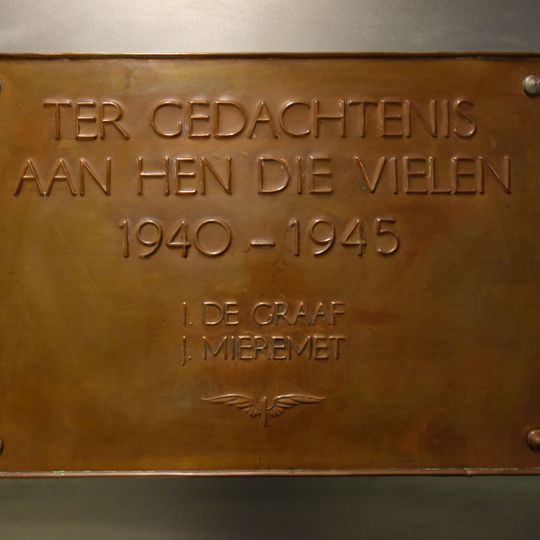 TER GEDACHTENIS
AAN HEN DIE VIELEN
1940 - 1945
I. DE GRAAF
J. MIEREMET